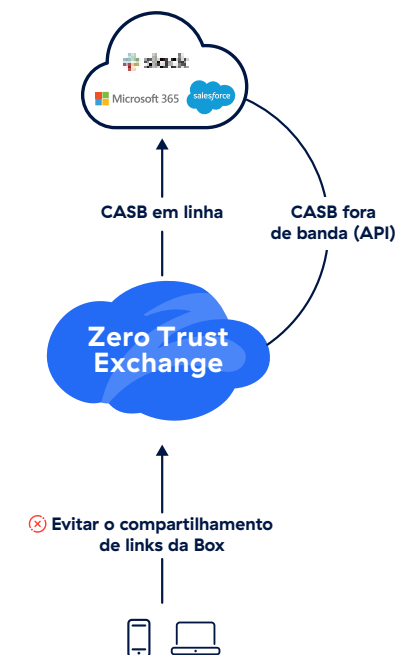 slack
Microsoft 365
salesforce
CASB em linha
CASB fora
de banda (API)
Zero Trust
Exchange
Evitar o compartilhamento
de links da Box